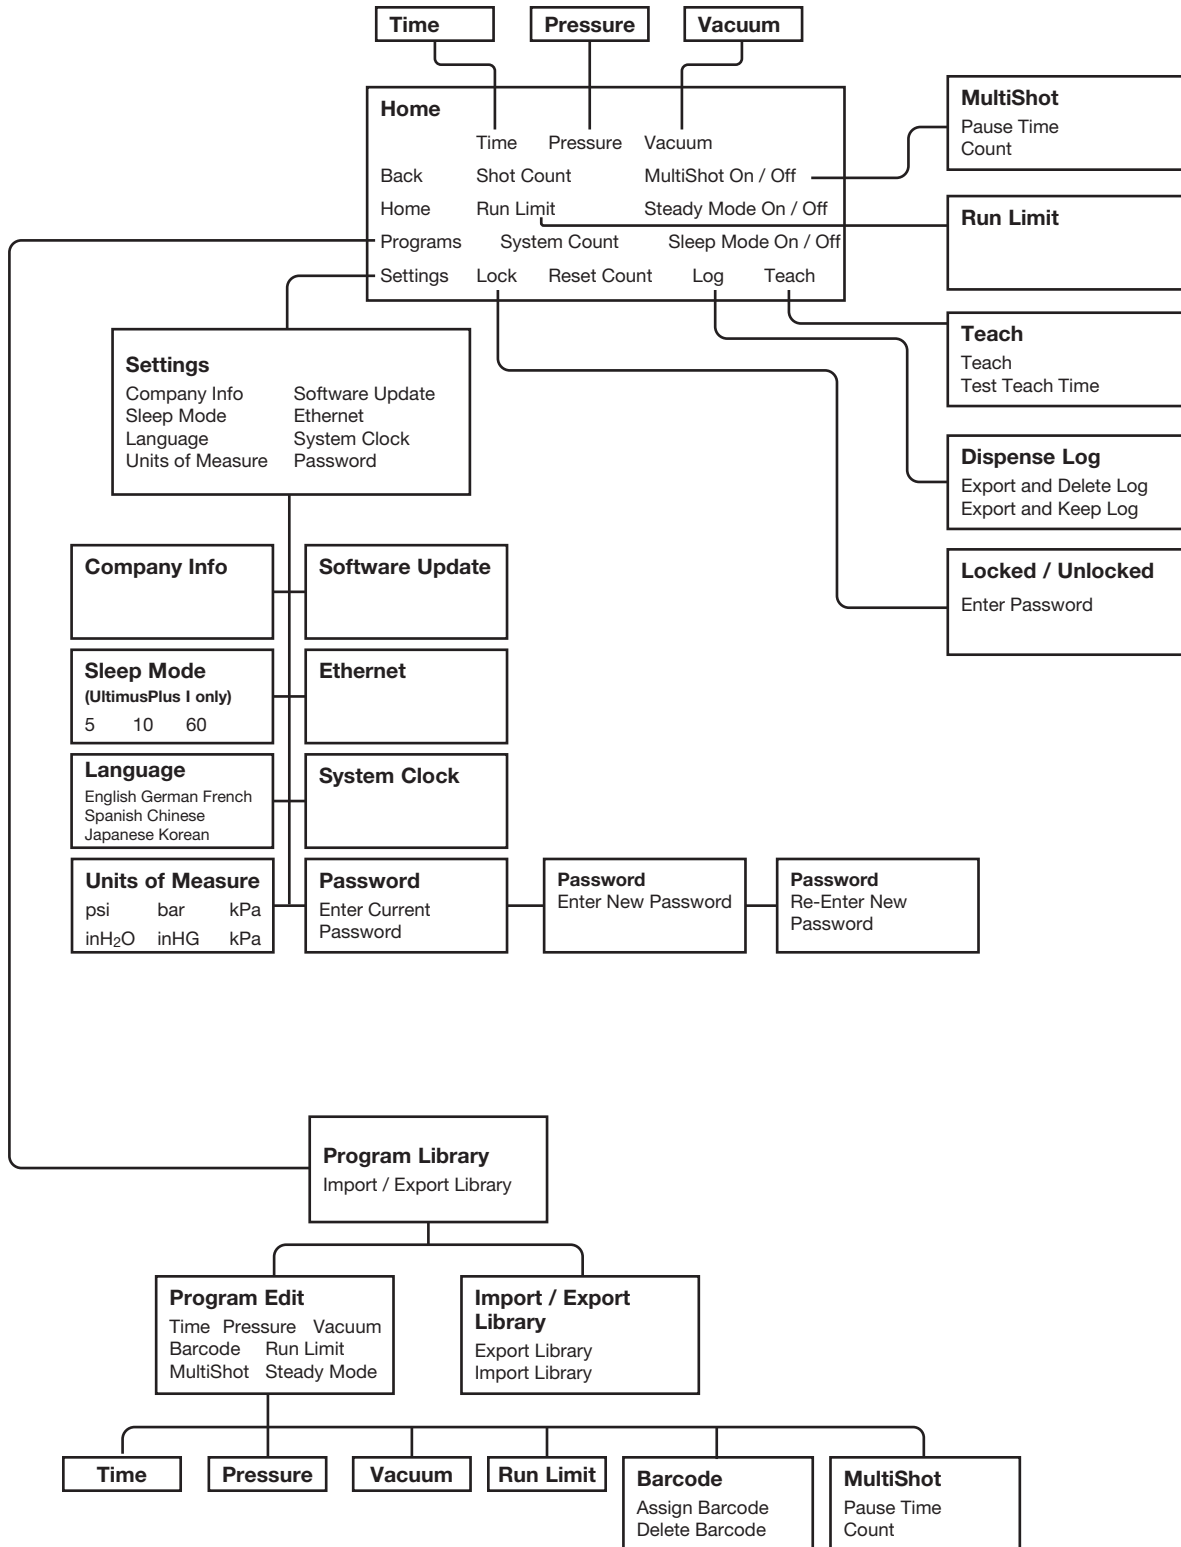 Time Pressure Vacuum
Home
Time Pressure Vacuum
Back Shot Count MultiShot On / Off
Home Run Limit Steady Mode On / Off
Programs System Count Sleep Mode On / Off
Settings Lock Reset Count Log Teach
MultiShot
Pause Time
Count
Run Limit
Teach
Teach
Test Teach Time
Dispense Log
Export and Delete Log
Export and Keep Log
Locked / Unlocked
Enter Password
Settings
Company Info Software Update
Sleep Mode Ethernet
Language System Clock
Units of Measure Password
Company Info
Software Update
Sleep Mode
(UltimusPlus I only)
5 10 60
Ethernet
Language
English German French
Spanish Chinese
Japanese Korean
System Clock
Units of Measure
psi bar kPa
inH₂O inHG kPa
Password
Enter Current
Password
Password
Enter New Password
Password
Re-Enter New
Password
Program Library
Import / Export Library
Program Edit
Time Pressure Vacuum
Barcode Run Limit
MultiShot Steady Mode
Import / Export
Library
Export Library
Import Library
Time
Pressure
Vacuum
Run Limit
Barcode
Assign Barcode
Delete Barcode
MultiShot
Pause Time
Count